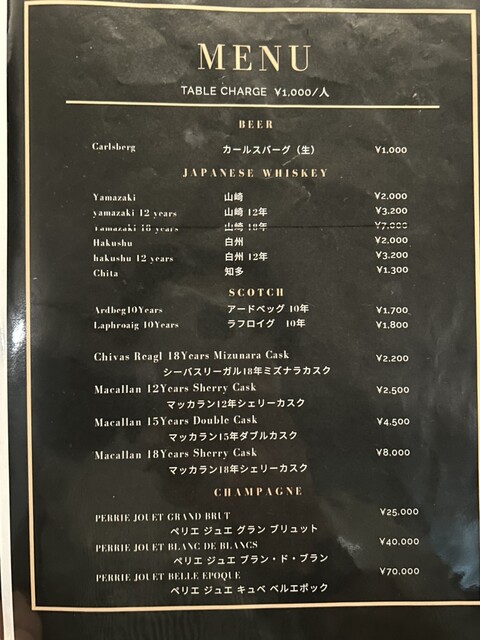 MENU
TABLE CHARGE ¥1,000/人
BEER
Carlsberg カールスバーグ（生） ¥1,000
JAPANESE WHISKEY
Yamazaki 山崎 ¥2,000
yamazaki 12 years 山崎 12年 ¥3,200
Yamazaki 18 years 山崎 18年 ¥7,000
Hakushu 白州 ¥2,000
hakushu 12 years 白州 12年 ¥3,200
Chita 知多 ¥1,300
SCOTCH
Ardbeg10Years アードベッグ 10年 ¥1,700
Laphroaig 10Years ラフロイグ 10年 ¥1,800
Chivas Reagl 18Years Mizunara Cask ¥2,200
シーバスリーガル18年ミズナラカスク
Macallan 12Years Sherry Cask ¥2,500
マッカラン12年シェリーカスク
Macallan 15Years Double Cask ¥4,500
マッカラン15年ダブルカスク
Macallan 18Years Sherry Cask ¥8,000
マッカラン18年シェリーカスク
CHAMPAGNE
PERRIE JOUET GRAND BRUT ¥25,000
ペリエ ジュエ グラン ブリュット
PERRIE JOUET BLANC DE BLANCS ¥40,000
ペリエ ジュエ ブラン・ド・ブラン
PERRIE JOUET BELLE EPOQUE ¥70,000
ペリエ ジュエ キュベ ベルエポック